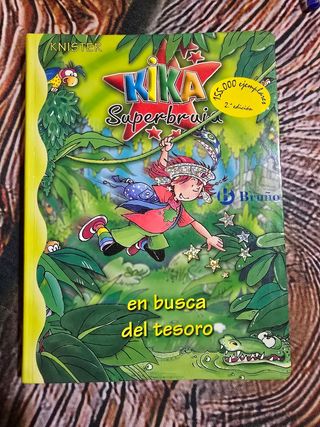 KNISTER
KIKA
Superbruja
155.000 ejemplares
2.ª edición
B Bruño
en busca
del tesoro